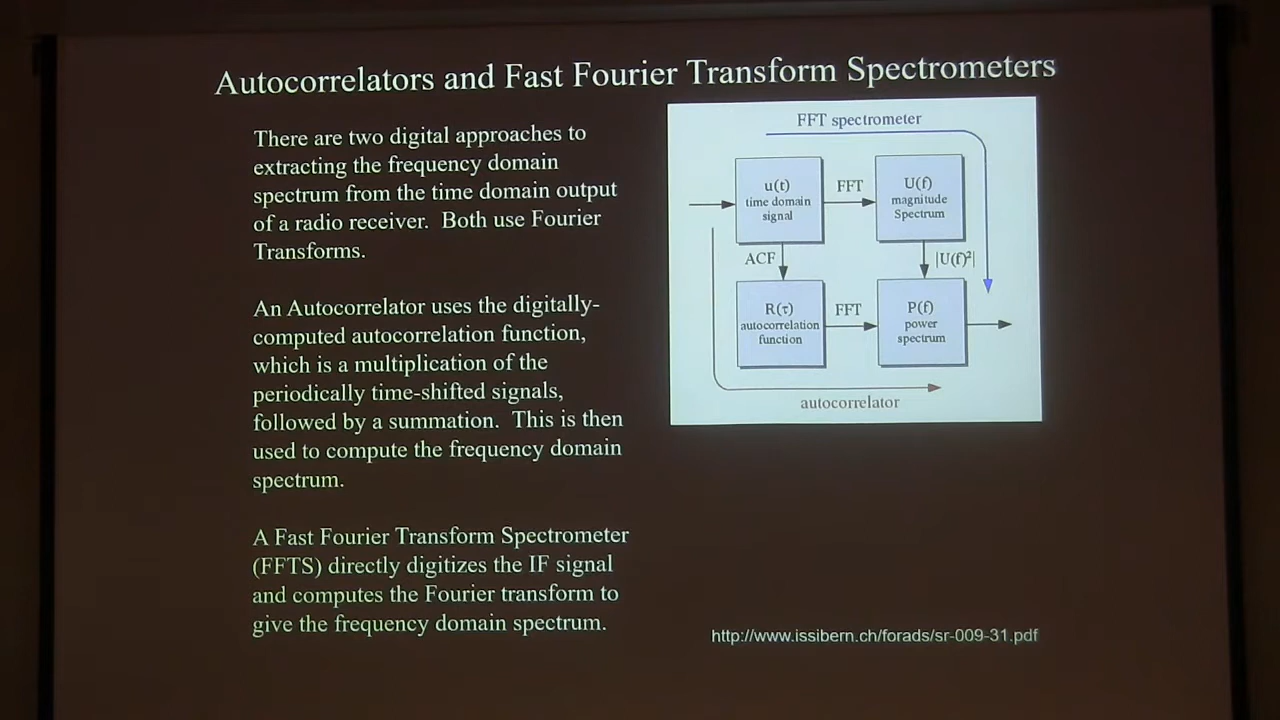 Autocorrelators and Fast Fourier Transform Spectrometers
There are two digital approaches to
extracting the frequency domain
spectrum from the time domain output
of a radio receiver.  Both use Fourier
Transforms.
An Autocorrelator uses the digitally-
computed autocorrelation function,
which is a multiplication of the
periodically time-shifted signals,
followed by a summation.  This is then
used to compute the frequency domain
spectrum.
A Fast Fourier Transform Spectrometer
(FFTS) directly digitizes the IF signal
and computes the Fourier transform to
give the frequency domain spectrum.
FFT spectrometer
u(t)
time domain
signal
FFT
U(f)
magnitude
Spectrum
ACF
|U(f)²|
R(τ)
autocorrelation
function
FFT
P(f)
power
spectrum
autocorrelator
http://www.issibern.ch/forads/sr-009-31.pdf